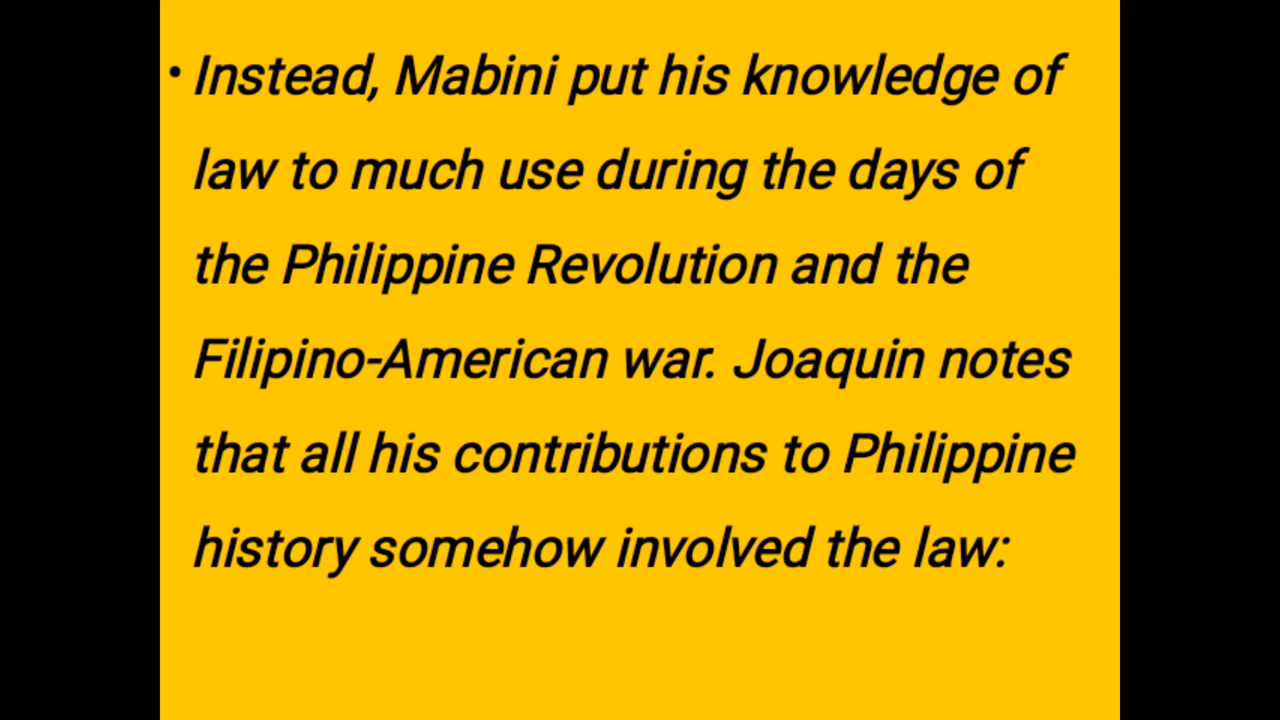 • Instead, Mabini put his knowledge of
law to much use during the days of
the Philippine Revolution and the
Filipino-American war. Joaquin notes
that all his contributions to Philippine
history somehow involved the law: